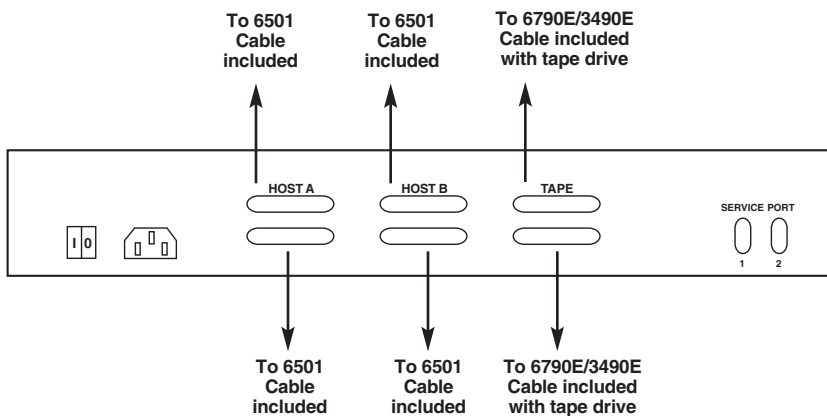 To 6501
Cable
included
To 6501
Cable
included
To 6790E/3490E
Cable included
with tape drive
HOST A
HOST B
TAPE
SERVICE PORT
I 0
1
2
To 6501
Cable
included
To 6501
Cable
included
To 6790E/3490E
Cable included
with tape drive